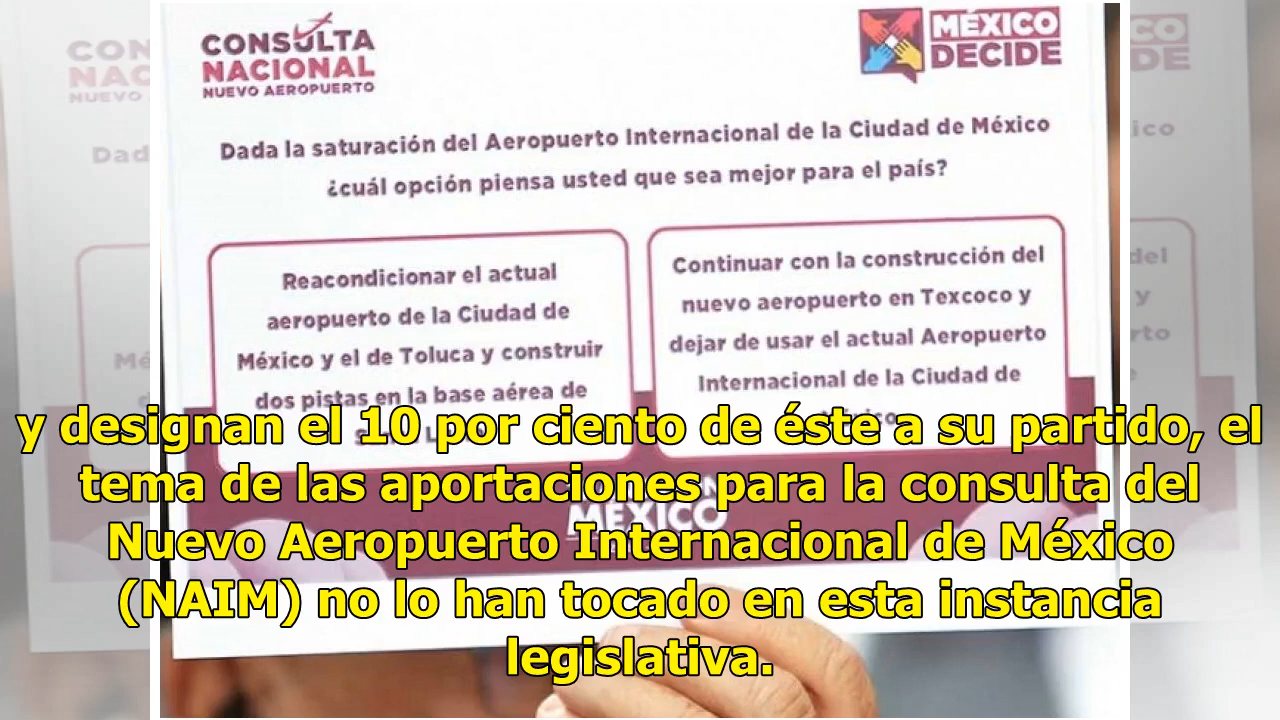 CONSULTA
NACIONAL
NUEVO AEROPUERTO
MÉXICO
DECIDE
Dada la saturación del Aeropuerto Internacional de la Ciudad de México
¿cuál opción piensa usted que sea mejor para el país?
Reacondicionar el actual
aeropuerto de la Ciudad de
México y el de Toluca y construir
dos pistas en la base aérea de
Continuar con la construcción del
nuevo aeropuerto en Texcoco y
dejar de usar el actual Aeropuerto
Internacional de la Ciudad de
MÉXICO
y designan el 10 por ciento de éste a su partido, el
tema de las aportaciones para la consulta del
Nuevo Aeropuerto Internacional de México
(NAIM) no lo han tocado en esta instancia
legislativa.